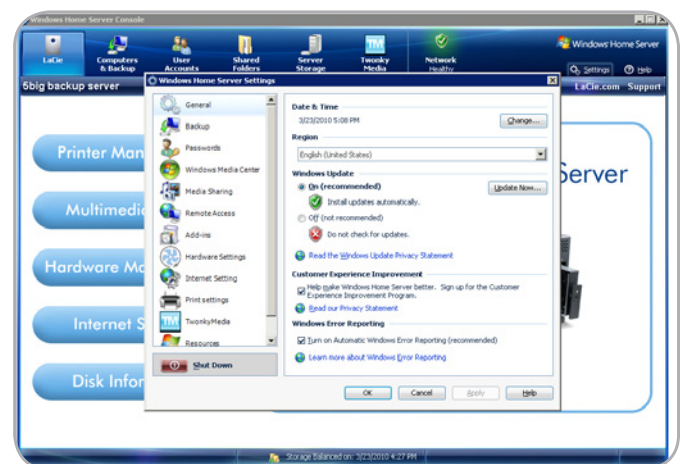 Windows Home Server Console
LaCie
Computers & Backup
User Accounts
Shared Folders
Server Storage
TM
Twonky Media
Network Healthy
Windows Home Server
Settings
Help
5big backup server
LaCie.com Support
Windows Home Server Settings
General
Backup
Passwords
Windows Media Center
Media Sharing
Remote Access
Add-ins
Hardware Settings
Internet Setting
Print settings
TM
TwonkyMedia
Resources
Shut Down
Date & Time
3/23/2010 5:08 PM
Change...
Region
English (United States)
Windows Update
On (recommended)
Update Now...
Install updates automatically.
Off (not recommended)
Do not check for updates.
Read the Windows Update Privacy Statement
Customer Experience Improvement
Help make Windows Home Server better. Sign up for the Customer
Experience Improvement Program.
Read our Privacy Statement
Windows Error Reporting
Turn on Automatic Windows Error Reporting (recommended)
Learn more about Windows Error Reporting
OK
Cancel
Apply
Help
Printer Man
Multimedi
Hardware Ma
Internet S
Disk Infor
Server
Storage Balanced on: 3/23/2010 4:27 PM